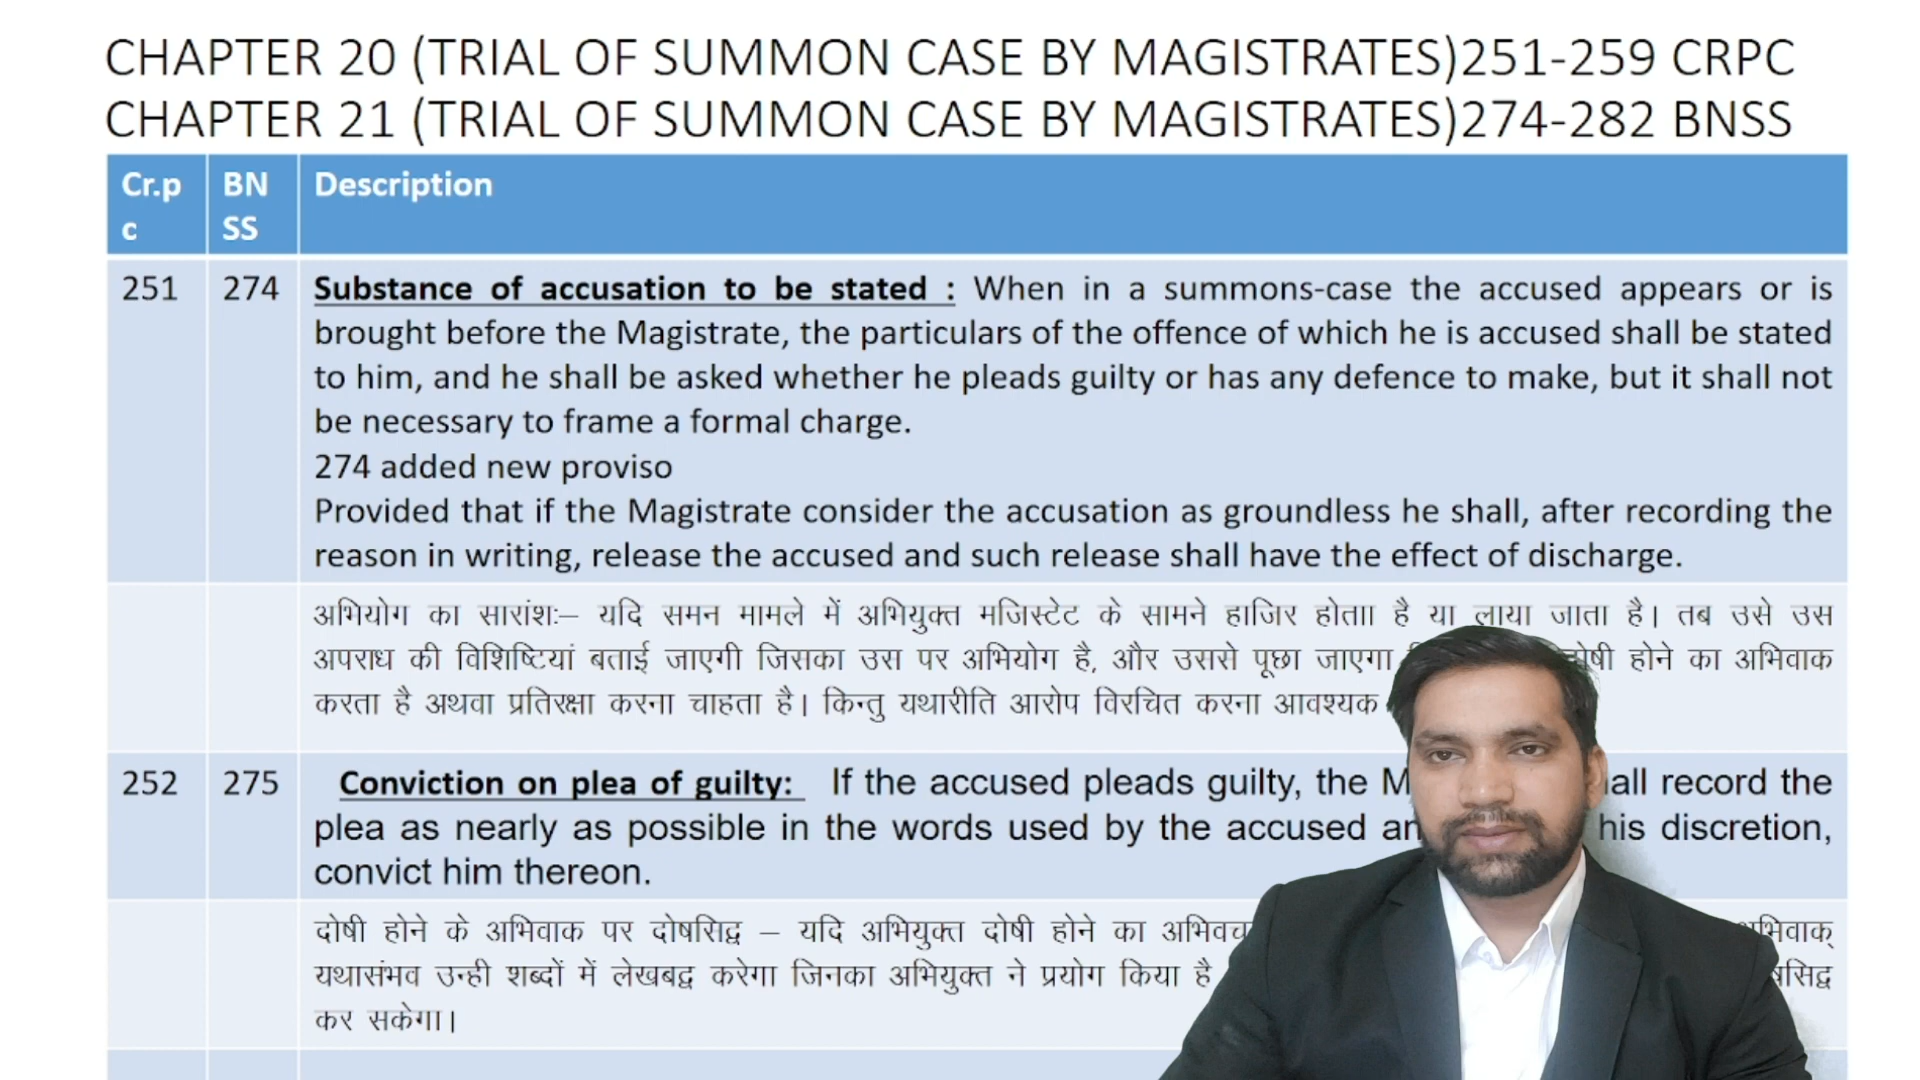 CHAPTER 20 (TRIAL OF SUMMON CASE BY MAGISTRATES)251-259 CRPC
CHAPTER 21 (TRIAL OF SUMMON CASE BY MAGISTRATES)274-282 BNSS
Cr.p
c
BN
SS
Description
251
274
Substance of accusation to be stated : When in a summons-case the accused appears or is
brought before the Magistrate, the particulars of the offence of which he is accused shall be stated
to him, and he shall be asked whether he pleads guilty or has any defence to make, but it shall not
be necessary to frame a formal charge.
274 added new proviso
Provided that if the Magistrate consider the accusation as groundless he shall, after recording the
reason in writing, release the accused and such release shall have the effect of discharge.
अभियोग का सारांशः– यदि समन मामले में अभियुक्त मजिस्टेट के सामने हाजिर होताा है या लाया जाता है। तब उसे उस
अपराध की विशिष्टियां बताई जाएगी जिसका उस पर अभियोग है, और उससे पूछा जाएगा होने का अभिवाक
करता है अथवा प्रतिरक्षा करना चाहता है। किन्तु यथारीति आरोप विरचित करना आवश्यक
252
275
Conviction on plea of guilty: If the accused pleads guilty, the record the
plea as nearly as possible in the words used by the accused his discretion,
convict him thereon.
दोषी होने के अभिवाक पर दोषसिद्व – यदि अभियुक्त दोषी होने का
यथासंभव उन्ही शब्दों में लेखबद्व करेगा जिनका अभियुक्त ने प्रयोग किया है
कर सकेगा।